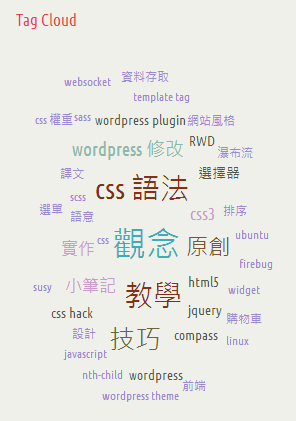 Tag Cloud
websocket 資料存取
template tag
css 權重 sass wordpress plugin 網站風格
wordpress 修改 RWD 瀑布流
譯文 css 語法 選擇器
scss
選單 語意 css3 排序
實作 css 觀念 原創 ubuntu
firebug
susy 小筆記 教學 html5 widget
css hack jquery 購物車
設計 技巧 compass linux
javascript
nth-child wordpress 前端
wordpress theme